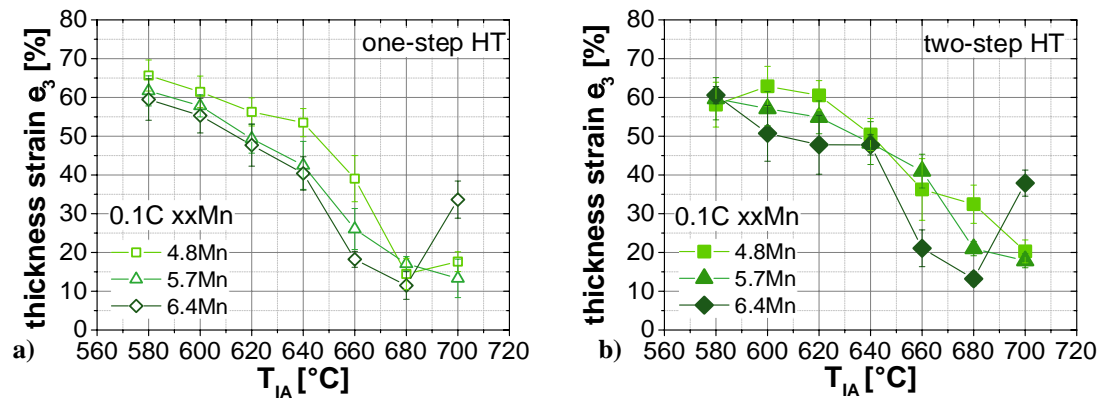 one-step HT
thickness strain e3 [%]
80
70
60
50
40
30
20
10
0
0.1C xxMn
4.8Mn
5.7Mn
6.4Mn
560 580 600 620 640 660 680 700 720
a)
TIA [°C]
two-step HT
thickness strain e3 [%]
80
70
60
50
40
30
20
10
0
0.1C xxMn
4.8Mn
5.7Mn
6.4Mn
560 580 600 620 640 660 680 700 720
b)
TIA [°C]